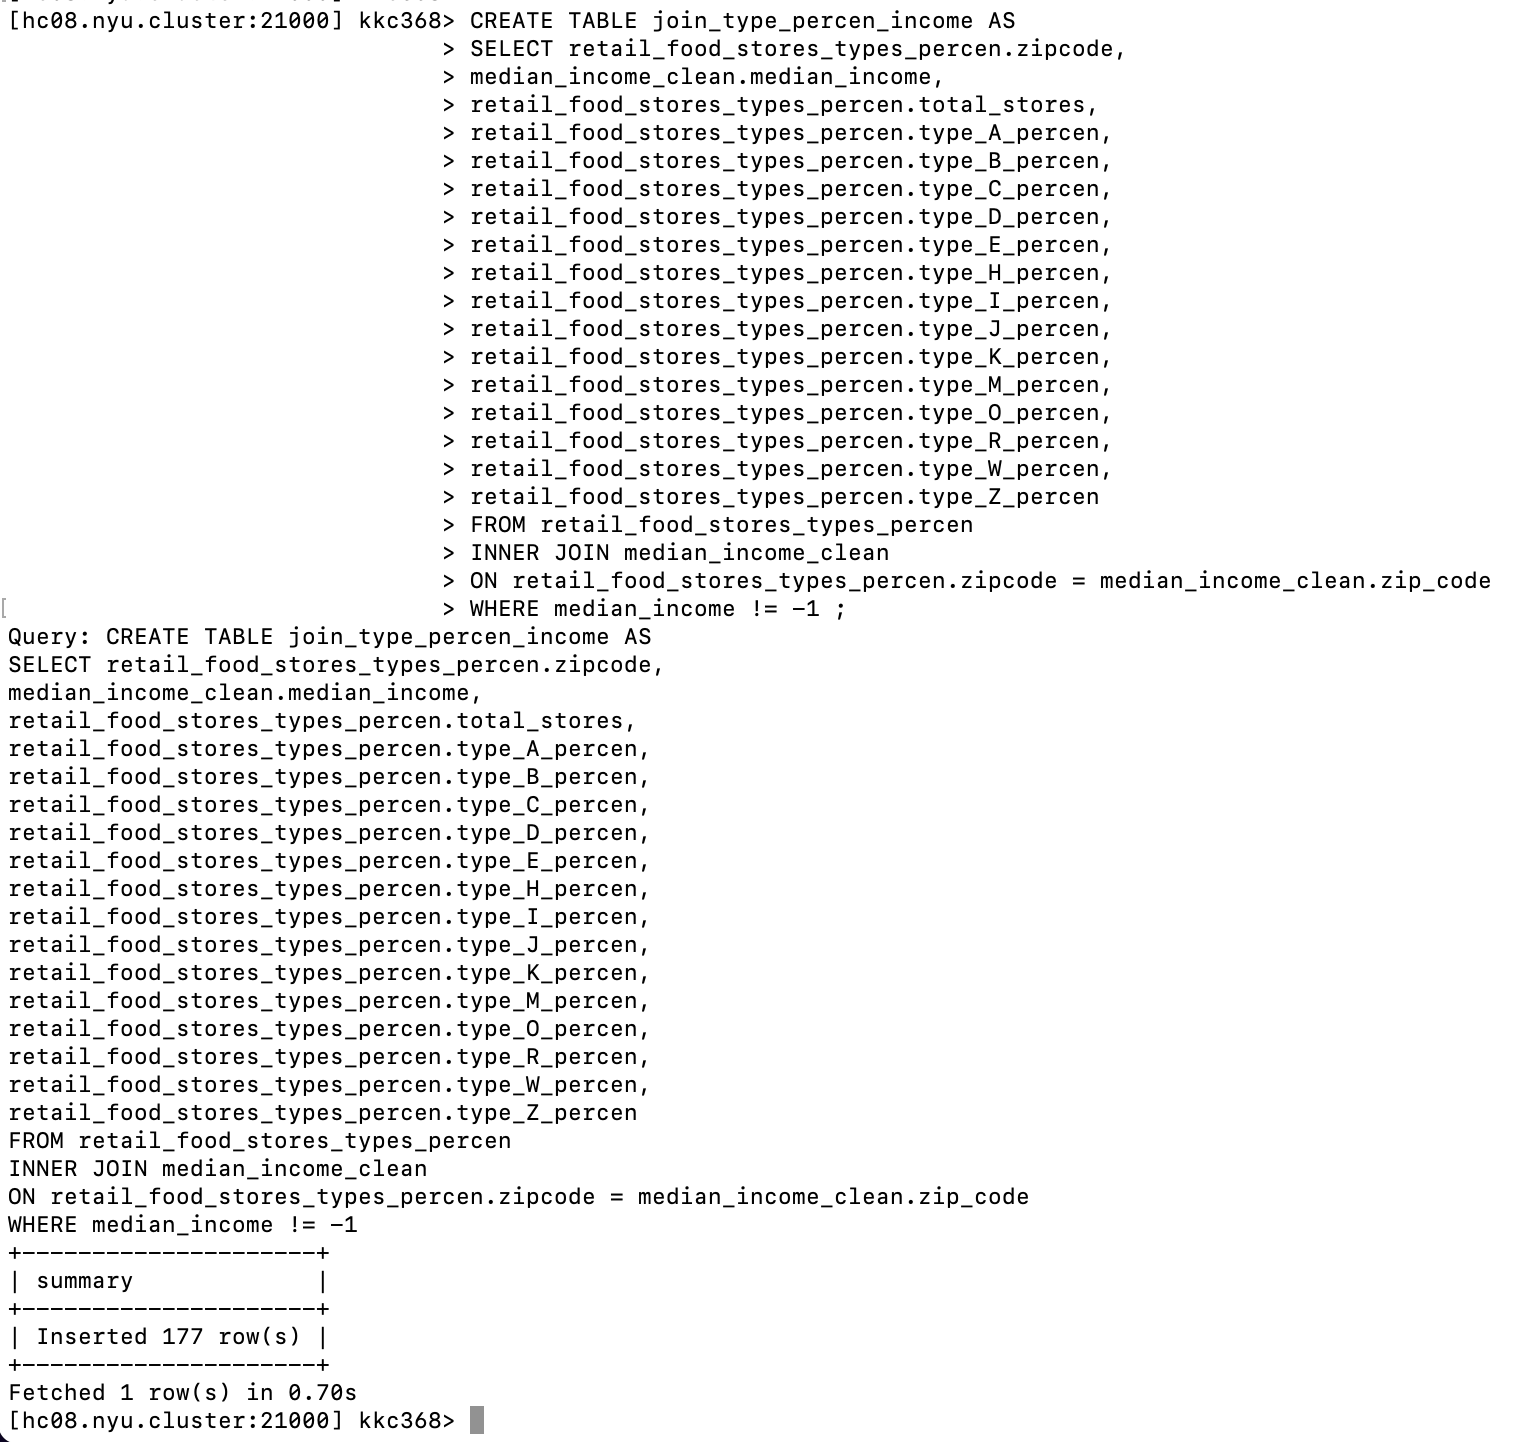 [hc08.nyu.cluster:21000] kkc368> CREATE TABLE join_type_percen_income AS
> SELECT retail_food_stores_types_percen.zipcode,
> median_income_clean.median_income,
> retail_food_stores_types_percen.total_stores,
> retail_food_stores_types_percen.type_A_percen,
> retail_food_stores_types_percen.type_B_percen,
> retail_food_stores_types_percen.type_C_percen,
> retail_food_stores_types_percen.type_D_percen,
> retail_food_stores_types_percen.type_E_percen,
> retail_food_stores_types_percen.type_H_percen,
> retail_food_stores_types_percen.type_I_percen,
> retail_food_stores_types_percen.type_J_percen,
> retail_food_stores_types_percen.type_K_percen,
> retail_food_stores_types_percen.type_M_percen,
> retail_food_stores_types_percen.type_O_percen,
> retail_food_stores_types_percen.type_R_percen,
> retail_food_stores_types_percen.type_W_percen,
> retail_food_stores_types_percen.type_Z_percen
> FROM retail_food_stores_types_percen
> INNER JOIN median_income_clean
> ON retail_food_stores_types_percen.zipcode = median_income_clean.zip_code
> WHERE median_income != -1 ;
Query: CREATE TABLE join_type_percen_income AS
SELECT retail_food_stores_types_percen.zipcode,
median_income_clean.median_income,
retail_food_stores_types_percen.total_stores,
retail_food_stores_types_percen.type_A_percen,
retail_food_stores_types_percen.type_B_percen,
retail_food_stores_types_percen.type_C_percen,
retail_food_stores_types_percen.type_D_percen,
retail_food_stores_types_percen.type_E_percen,
retail_food_stores_types_percen.type_H_percen,
retail_food_stores_types_percen.type_I_percen,
retail_food_stores_types_percen.type_J_percen,
retail_food_stores_types_percen.type_K_percen,
retail_food_stores_types_percen.type_M_percen,
retail_food_stores_types_percen.type_O_percen,
retail_food_stores_types_percen.type_R_percen,
retail_food_stores_types_percen.type_W_percen,
retail_food_stores_types_percen.type_Z_percen
FROM retail_food_stores_types_percen
INNER JOIN median_income_clean
ON retail_food_stores_types_percen.zipcode = median_income_clean.zip_code
WHERE median_income != -1
+---------------------+
| summary             |
+---------------------+
| Inserted 177 row(s) |
+---------------------+
Fetched 1 row(s) in 0.70s
[hc08.nyu.cluster:21000] kkc368>